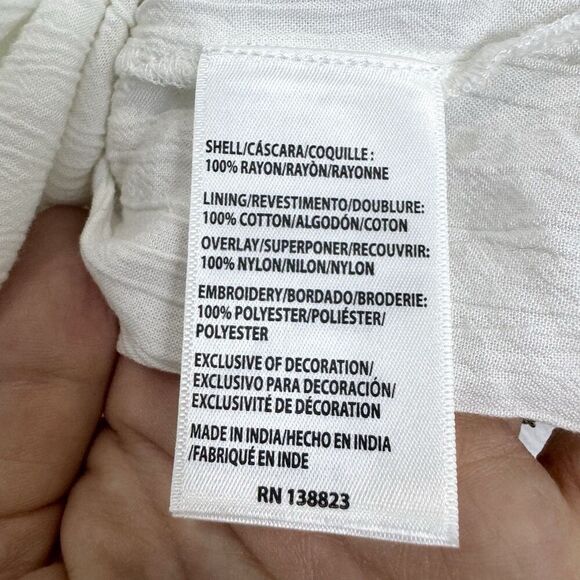 SHELL/CÁSCARA/COQUILLE :
100% RAYON/RAYÒN/RAYONNE
LINING/REVESTIMENTO/DOUBLURE:
100% COTTON/ALGODÓN/COTON
OVERLAY/SUPERPONER/RECOUVRIR:
100% NYLON/NILON/NYLON
EMBROIDERY/BORDADO/BRODERIE:
100% POLYESTER/POLIÉSTER/
POLYESTER
EXCLUSIVE OF DECORATION/
EXCLUSIVO PARA DECORACIÓN/
EXCLUSIVITÉ DE DÉCORATION
MADE IN INDIA/HECHO EN INDIA
/FABRIQUÉ EN INDE
RN 138823